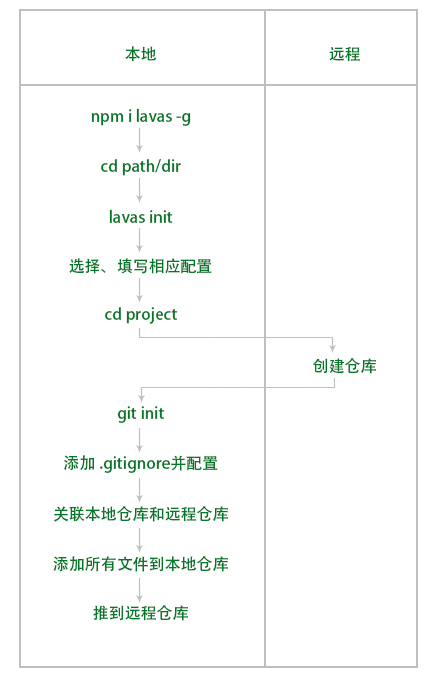 本地
远程
npm i lavas -g
cd path/dir
lavas init
选择、填写相应配置
cd project
创建仓库
git init
添加 .gitignore并配置
关联本地仓库和远程仓库
添加所有文件到本地仓库
推到远程仓库